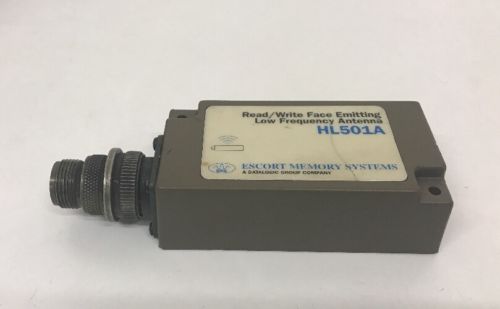 Read/Write Face Emitting
Low Frequency Antenna
HL501A
ESCORT MEMORY SYSTEMS
A DATALOGIC GROUP COMPANY